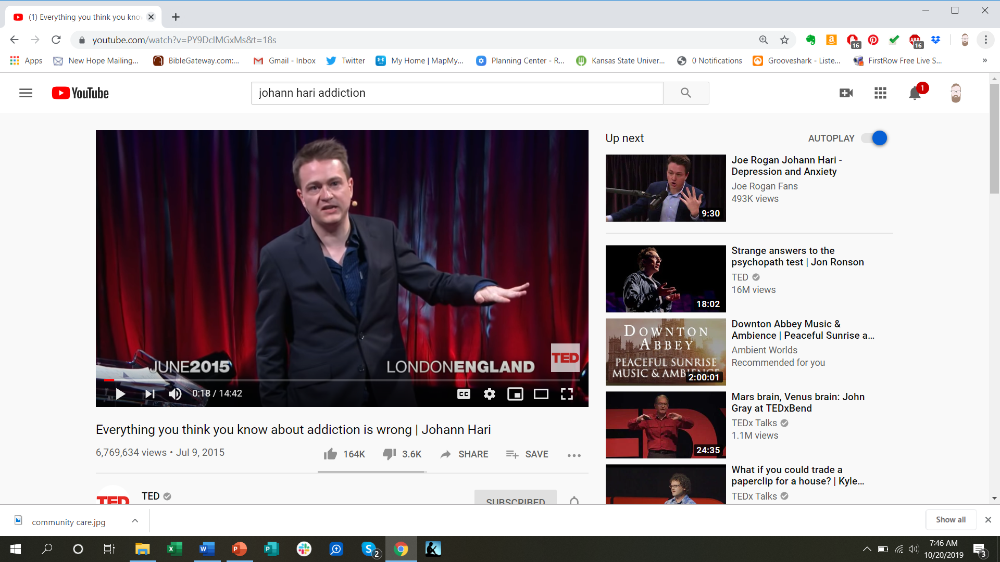 (1) Everything you think you kno
youtube.com/watch?v=PY9DcIMGxMs&t=18s
16
ABP
16
Apps
New Hope Mailing...
BibleGateway.com:...
Gmail - Inbox
Twitter
My Home | MapMy...
Planning Center - R...
Kansas State Univer...
0 Notifications
Grooveshark - Liste...
FirstRow Free Live S...
»
YouTube
johann hari addiction
1
JUNE2015
LONDONENGLAND
TED
0:18 / 14:42
CC
Everything you think you know about addiction is wrong | Johann Hari
6,769,634 views • Jul 9, 2015
164K
3.6K
SHARE
SAVE
TED
TED
SUBSCRIBED
Up next
AUTOPLAY
9:30
Joe Rogan Johann Hari -
Depression and Anxiety
Joe Rogan Fans
493K views
18:02
Strange answers to the
psychopath test | Jon Ronson
TED
16M views
DOWNTON
ABBEY
PEACEFUL SUNRISE
MUSIC & AMBIENCE
2:00:01
Downton Abbey Music &
Ambience | Peaceful Sunrise a...
Ambient Worlds
Recommended for you
24:35
Mars brain, Venus brain: John
Gray at TEDxBend
TEDx Talks
1.1M views
What if you could trade a
paperclip for a house? | Kyle...
TEDx Talks
community care.jpg
Show all
2
7:46 AM
10/20/2019
3